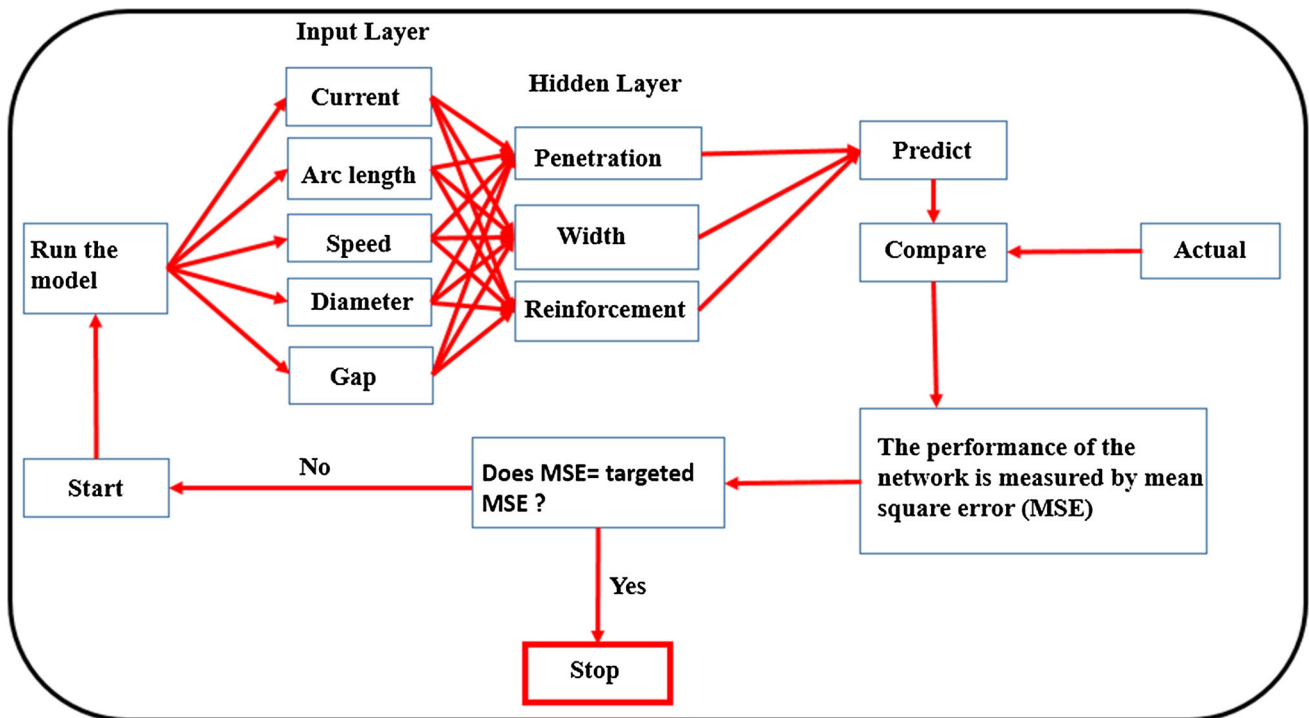 Input Layer
Hidden Layer
Current
Arc length
Speed
Diameter
Gap
Penetration
Width
Reinforcement
Predict
Compare
Actual
Run the
model
Start
No
Does MSE= targeted
MSE ?
The performance of the
network is measured by mean
square error (MSE)
Yes
Stop